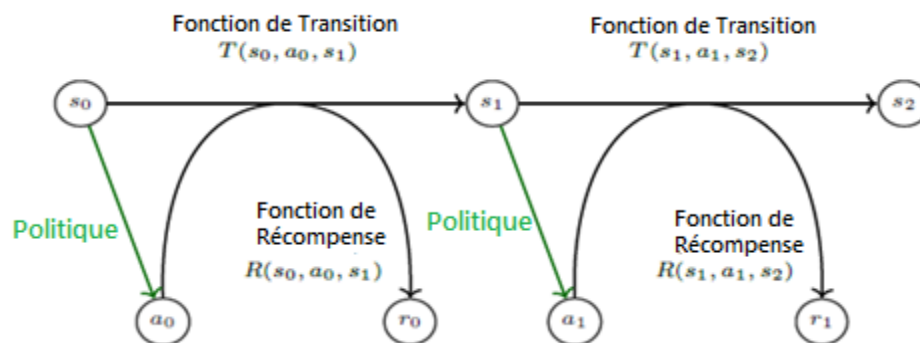 Fonction de Transition
T(s₀, a₀, s₁)
Fonction de Transition
T(s₁, a₁, s₂)
s₀
s₁
s₂
Politique
Fonction de
Récompense
R(s₀, a₀, s₁)
Politique
Fonction de
Récompense
R(s₁, a₁, s₂)
a₀
r₀
a₁
r₁